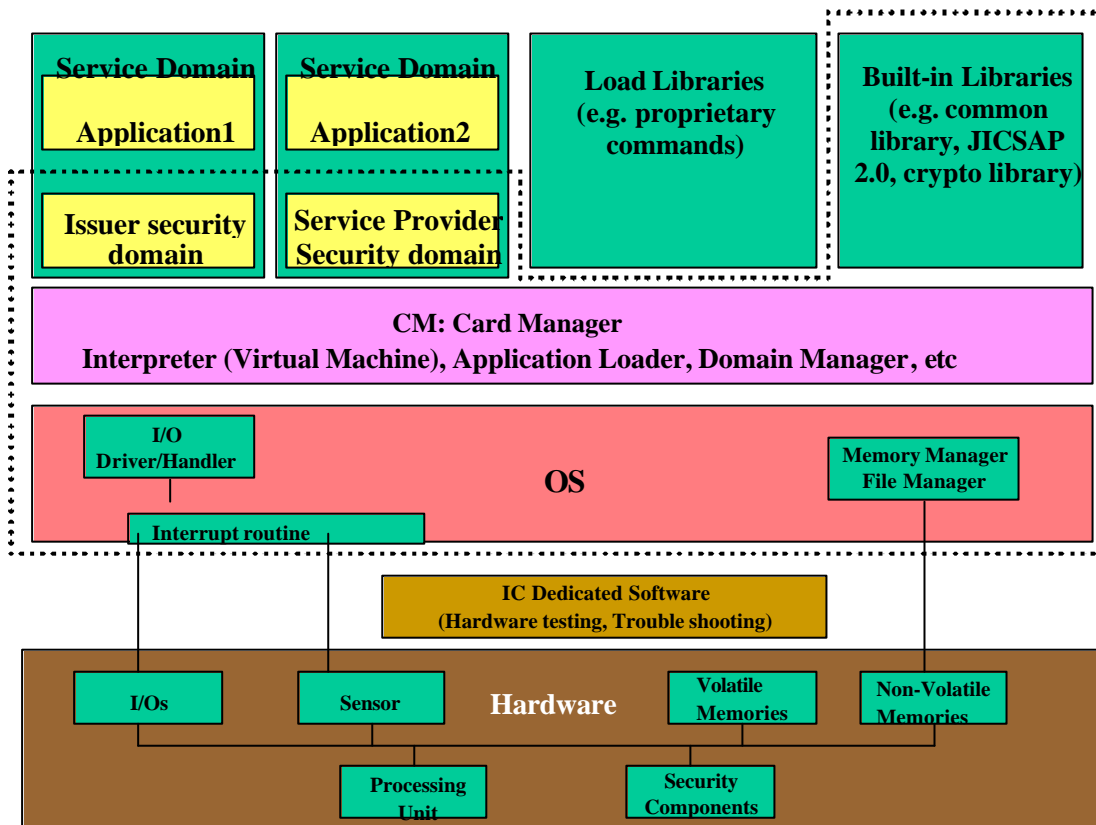 Service Domain
Application1
Issuer security
domain
Service Domain
Application2
Service Provider
Security domain
Load Libraries
(e.g. proprietary
commands)
Built-in Libraries
(e.g. common
library, JICSAP
2.0, crypto library)
CM: Card Manager
Interpreter (Virtual Machine), Application Loader, Domain Manager, etc
I/O
Driver/Handler
OS
Memory Manager
File Manager
Interrupt routine
IC Dedicated Software
(Hardware testing, Trouble shooting)
I/Os
Sensor
Hardware
Volatile
Memories
Non-Volatile
Memories
Processing
Unit
Security
Components